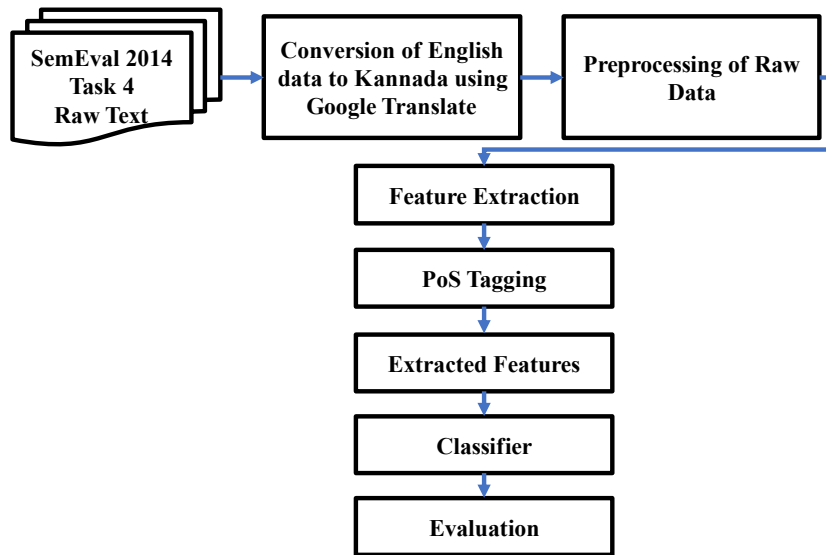 SemEval 2014
Task 4
Raw Text
Conversion of English
data to Kannada using
Google Translate
Preprocessing of Raw
Data
Feature Extraction
PoS Tagging
Extracted Features
Classifier
Evaluation